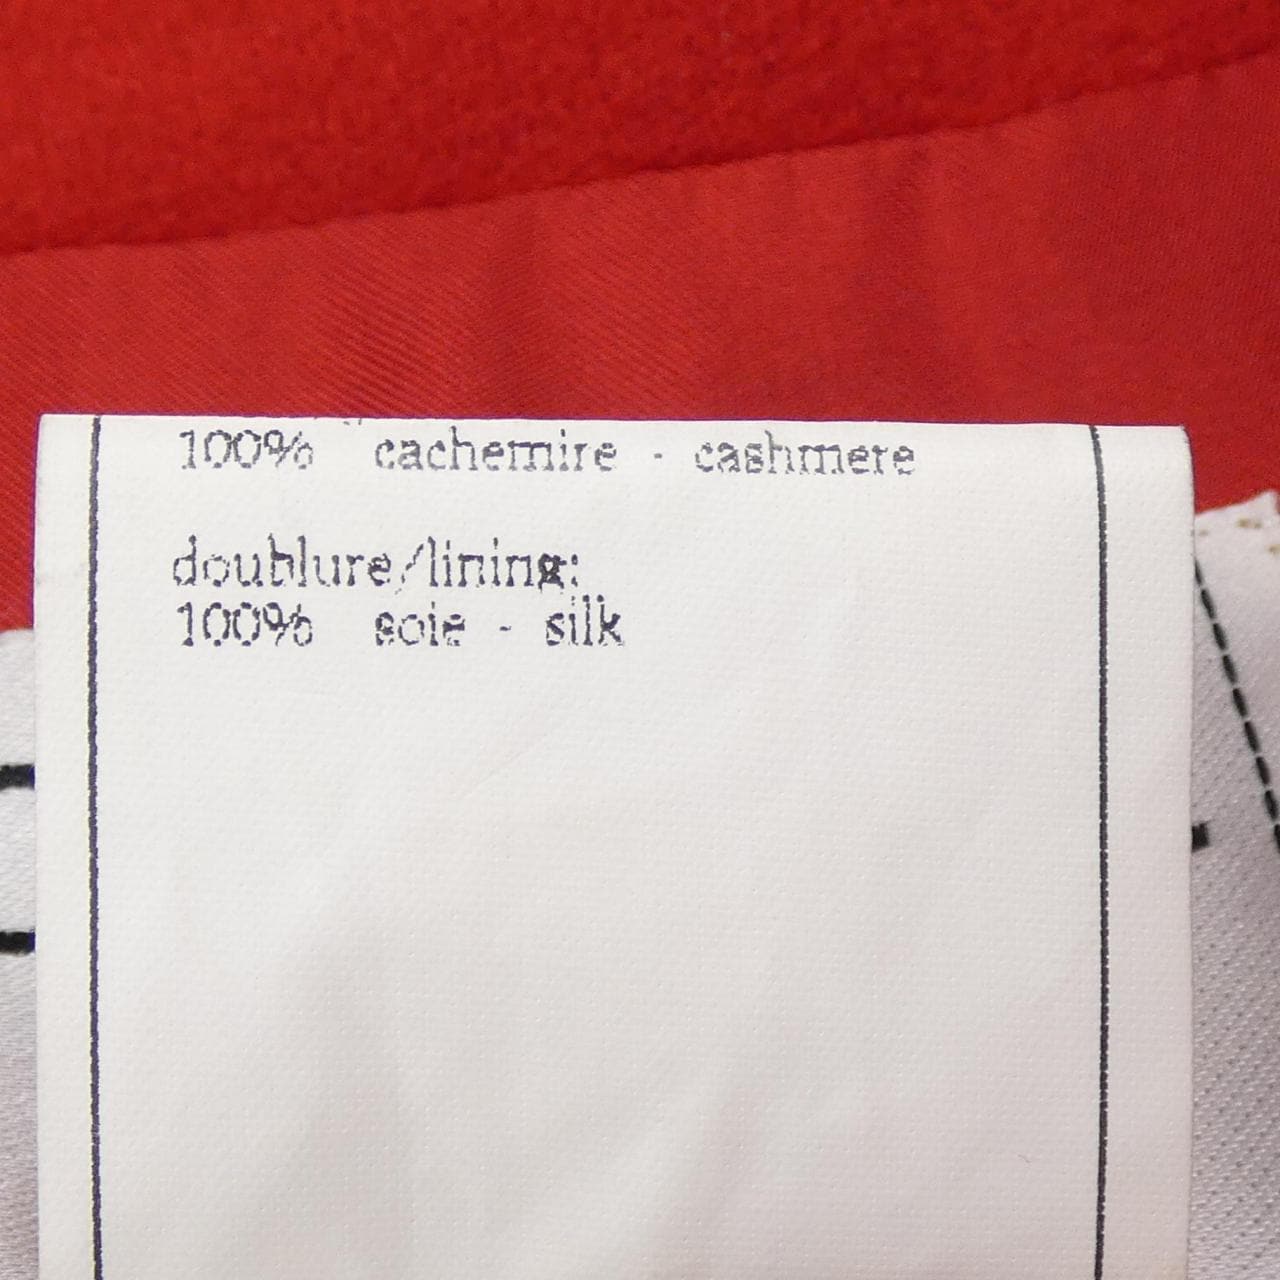 100% cachemire - cashmere
doublure/lining:
100% soie - silk